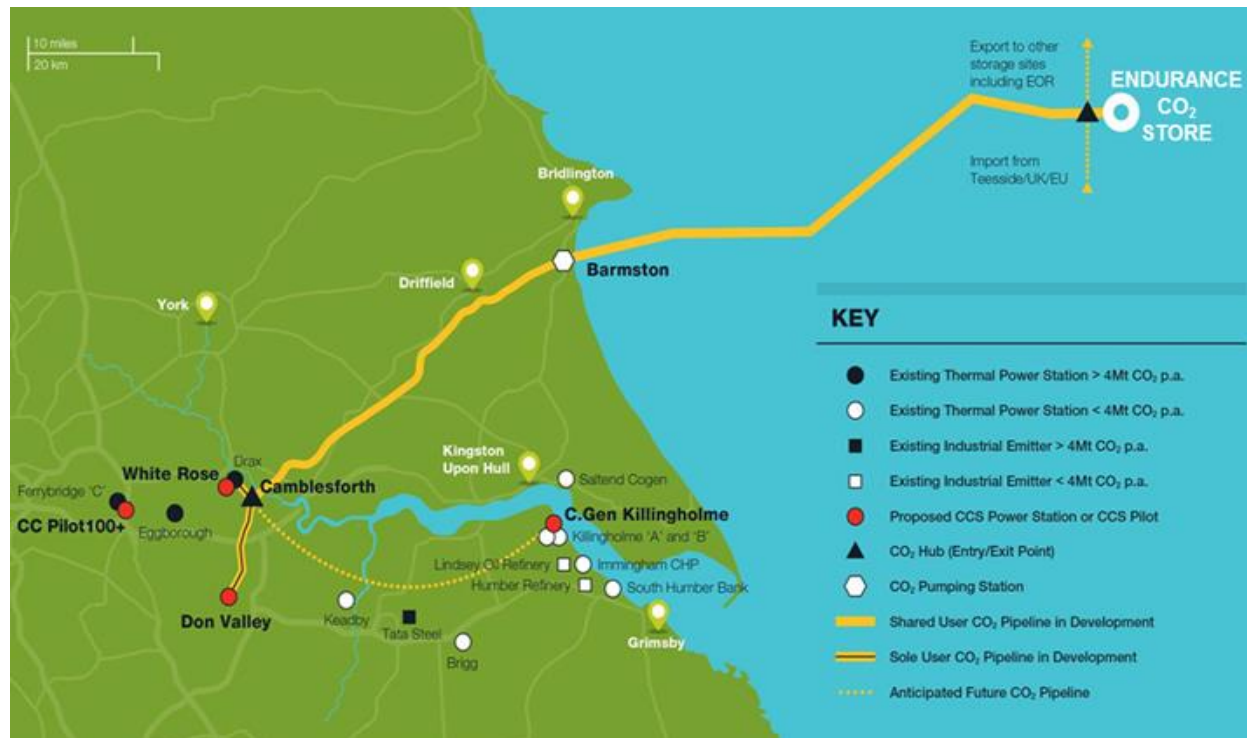 10 miles
20 km
Export to other
storage sites
including EOR
ENDURANCE
CO₂
STORE
Import from
Teesside/UK/EU
Bridlington
Barmston
Driffield
York
Kingston
Upon Hull
Saltend Cogen
Drax
White Rose
Camblesforth
Ferrybridge 'C'
CC Pilot100+
Eggborough
C.Gen Killingholme
Killingholme 'A' and 'B'
Lindsey Oil Refinery
Immingham CHP
Humber Refinery
South Humber Bank
Don Valley
Keadby
Tata Steel
Brigg
Grimsby
KEY
Existing Thermal Power Station > 4Mt CO₂ p.a.
Existing Thermal Power Station < 4Mt CO₂ p.a.
Existing Industrial Emitter > 4Mt CO₂ p.a.
Existing Industrial Emitter < 4Mt CO₂ p.a.
Proposed CCS Power Station or CCS Pilot
CO₂ Hub (Entry/Exit Point)
CO₂ Pumping Station
Shared User CO₂ Pipeline in Development
Sole User CO₂ Pipeline in Development
Anticipated Future CO₂ Pipeline